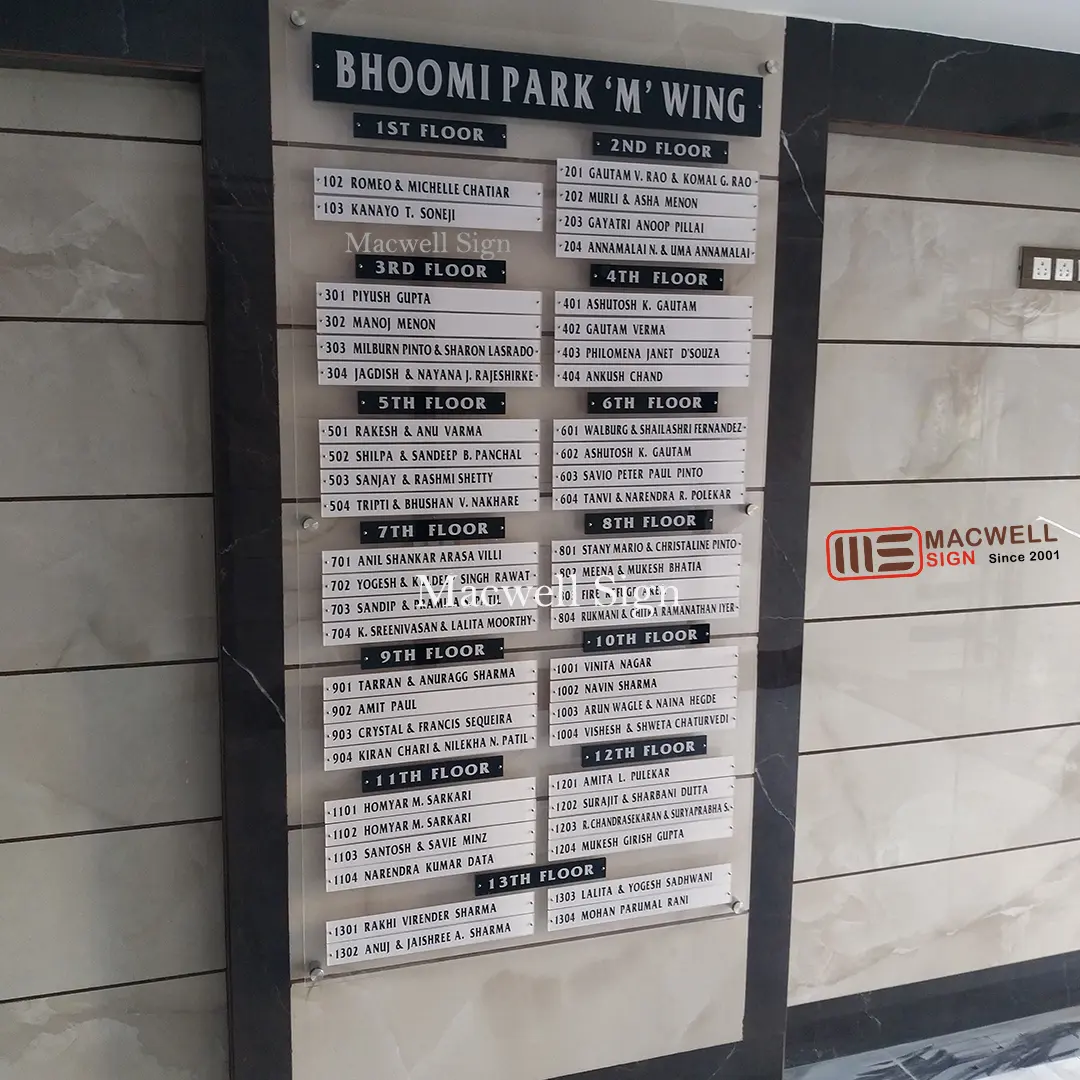 BHOOMI PARK ‘M’ WING
1ST FLOOR
102 ROMEO & MICHELLE CHATIAR
103 KANAYO T. SONEJI
2ND FLOOR
201 GAUTAM V. RAO & KOMAL G. RAO
202 MURLI & ASHA MENON
203 GAYATRI ANOOP PILLAI
204 ANNAMALAI N. & UMA ANNAMALAI
Macwell Sign
3RD FLOOR
301 PIYUSH GUPTA
302 MANOJ MENON
303 MILBURN PINTO & SHARON LASRADO
304 JAGDISH & NAYANA J. RAJESHIRKE
4TH FLOOR
401 ASHUTOSH K. GAUTAM
402 GAUTAM VERMA
403 PHILOMENA JANET D'SOUZA
404 ANKUSH CHAND
5TH FLOOR
501 RAKESH & ANU VARMA
502 SHILPA & SANDEEP B. PANCHAL
503 SANJAY & RASHMI SHETTY
504 TRIPTI & BHUSHAN V. NAKHARE
6TH FLOOR
601 WALBURG & SHAILASHRI FERNANDEZ
602 ASHUTOSH K. GAUTAM
603 SAVIO PETER PAUL PINTO
604 TANVI & NARENDRA R. POLEKAR
7TH FLOOR
701 ANIL SHANKAR ARASA VILLI
702 YOGESH & SINGH RAWAT
703 SANDIP & PATIL
704 K. SREENIVASAN & LALITA MOORTHY
8TH FLOOR
801 STANY MARIO & CHRISTALINE PINTO
802 MEENA & MUKESH BHATIA
803 FIRE
804 RUKMANI & CHITRA RAMANATHAN IYER
Macwell Sign
9TH FLOOR
901 TARRAN & ANURAGG SHARMA
902 AMIT PAUL
903 CRYSTAL & FRANCIS SEQUEIRA
904 KIRAN CHARI & NILEKHA N. PATIL
10TH FLOOR
1001 VINITA NAGAR
1002 NAVIN SHARMA
1003 ARUN WAGLE & NAINA HEGDE
1004 VISHESH & SHWETA CHATURVEDI
11TH FLOOR
1101 HOMYAR M. SARKARI
1102 HOMYAR M. SARKARI
1103 SANTOSH & SAVIE MINZ
1104 NARENDRA KUMAR DATA
12TH FLOOR
1201 AMITA L. PULEKAR
1202 SURAJIT & SHARBANI DUTTA
1203 R. CHANDRASEKARAN & SURYAPRABHA S.
1204 MUKESH GIRISH GUPTA
13TH FLOOR
1301 RAKHI VIRENDER SHARMA
1302 ANUJ & JAISHREE A. SHARMA
1303 LALITA & YOGESH SADHWANI
1304 MOHAN PARUMAL RANI
MACWELL
SIGN Since 2001